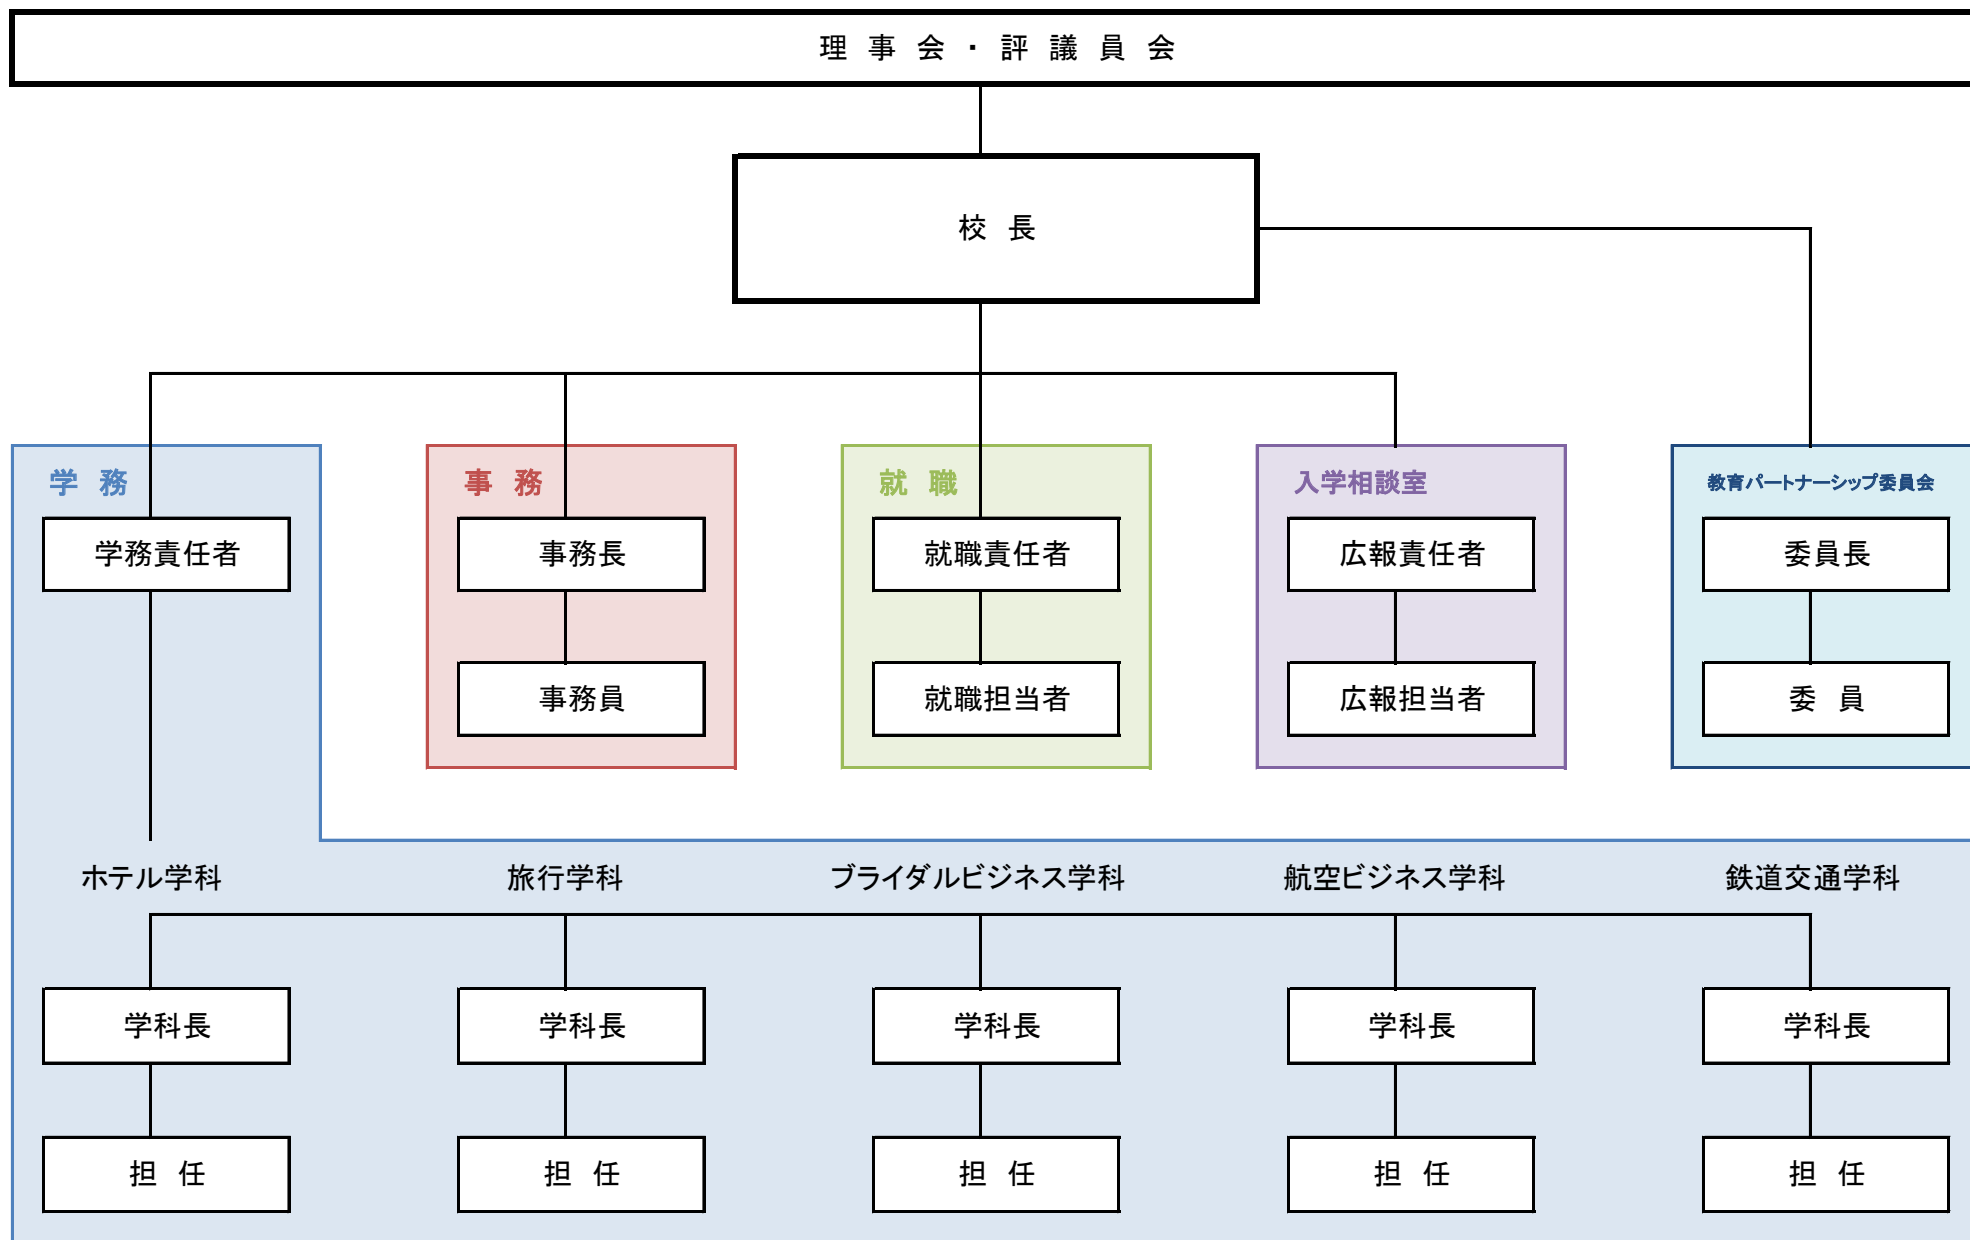 理事会・評議員会
校長
学務
事務
就職
入学相談室
教育パートナーシップ委員会
学務責任者
事務長
就職責任者
広報責任者
委員長
事務員
就職担当者
広報担当者
委員
ホテル学科
旅行学科
ブライダルビジネス学科
航空ビジネス学科
鉄道交通学科
学科長
学科長
学科長
学科長
学科長
担任
担任
担任
担任
担任